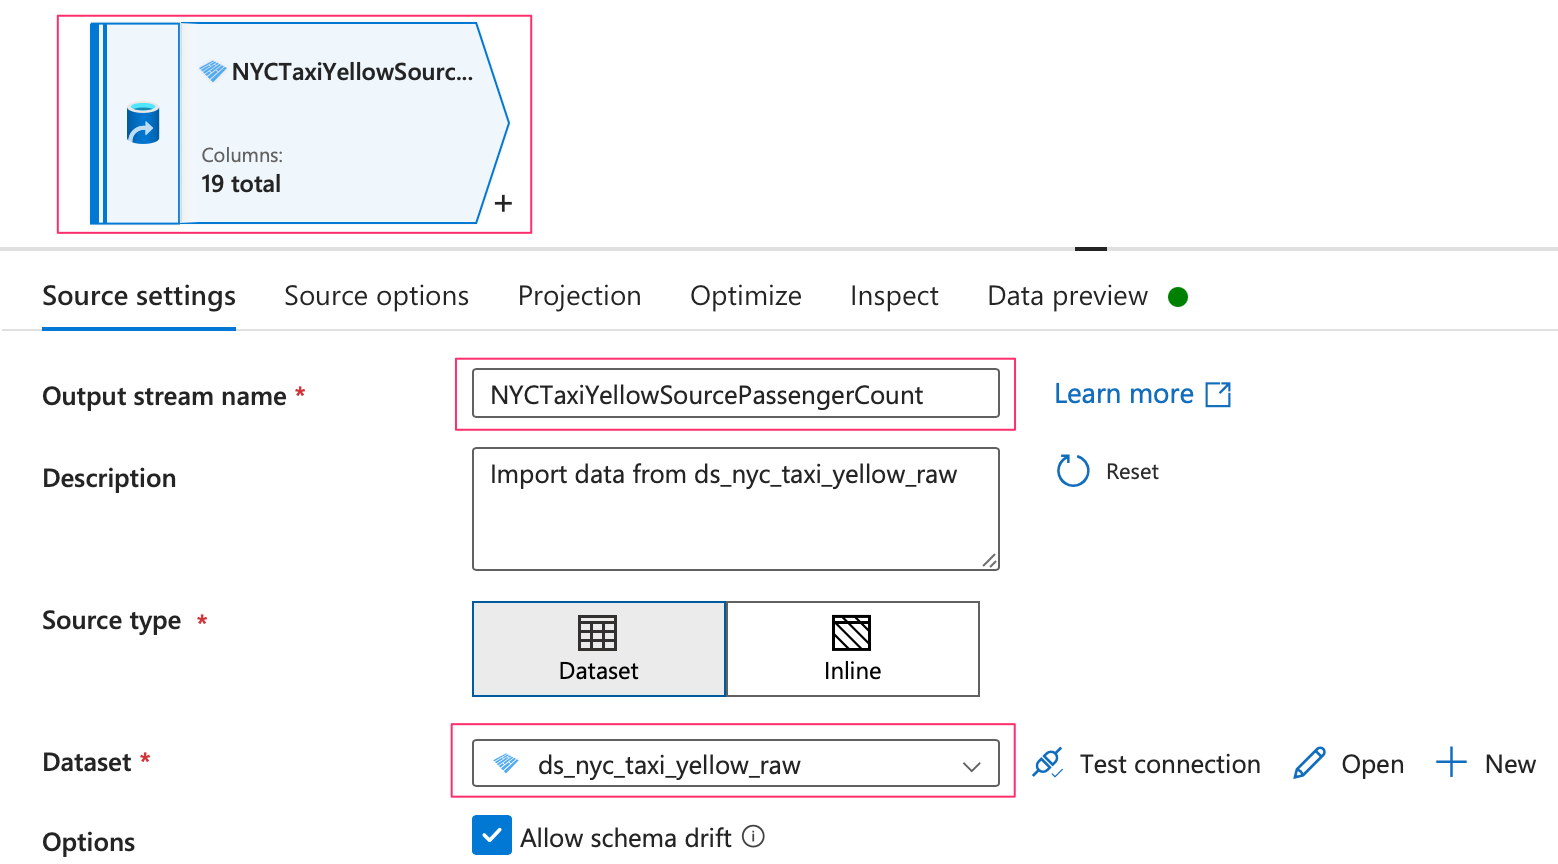 NYCTaxiYellowSourc...
Columns:
19 total
+
Source settings Source options Projection Optimize Inspect Data preview
Output stream name * NYCTaxiYellowSourcePassengerCount Learn more
Description Import data from ds_nyc_taxi_yellow_raw Reset
Source type * Dataset Inline
Dataset * ds_nyc_taxi_yellow_raw Test connection Open New
Options Allow schema drift